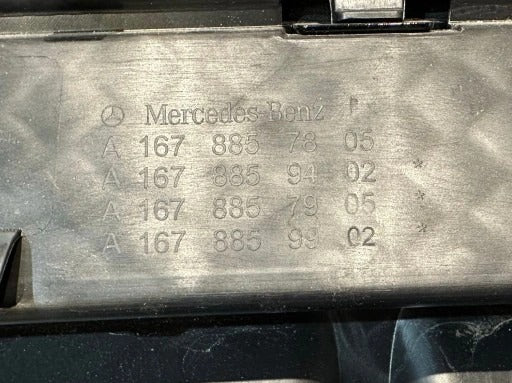 Mercedes-Benz
A 167 885 78 05
A 167 885 94 02 *
A 167 885 79 05 *
A 167 885 99 02